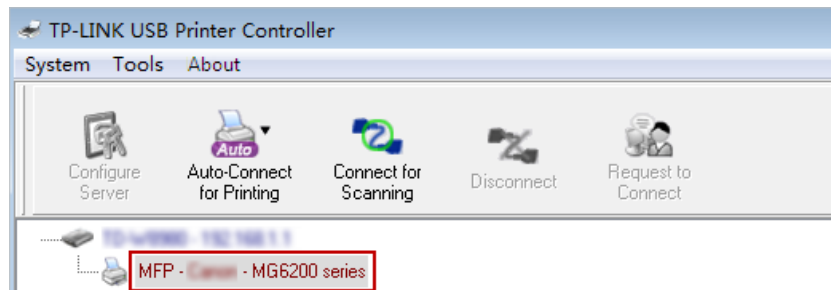 TP-LINK USB Printer Controller
System Tools About
Auto
Configure Server
Auto-Connect for Printing
Connect for Scanning
Disconnect
Request to Connect
MFP - - MG6200 series